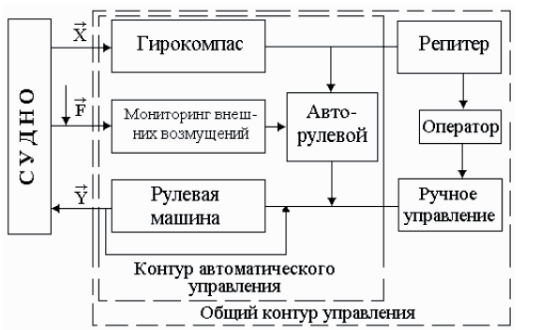 СУДНО
X
Гирокомпас
Репитер
F
Мониторинг внеш-
них возмущений
Авто-
рулевой
Оператор
Y
Рулевая
машина
Ручное
управление
Контур автоматического
управления
Общий контур управления